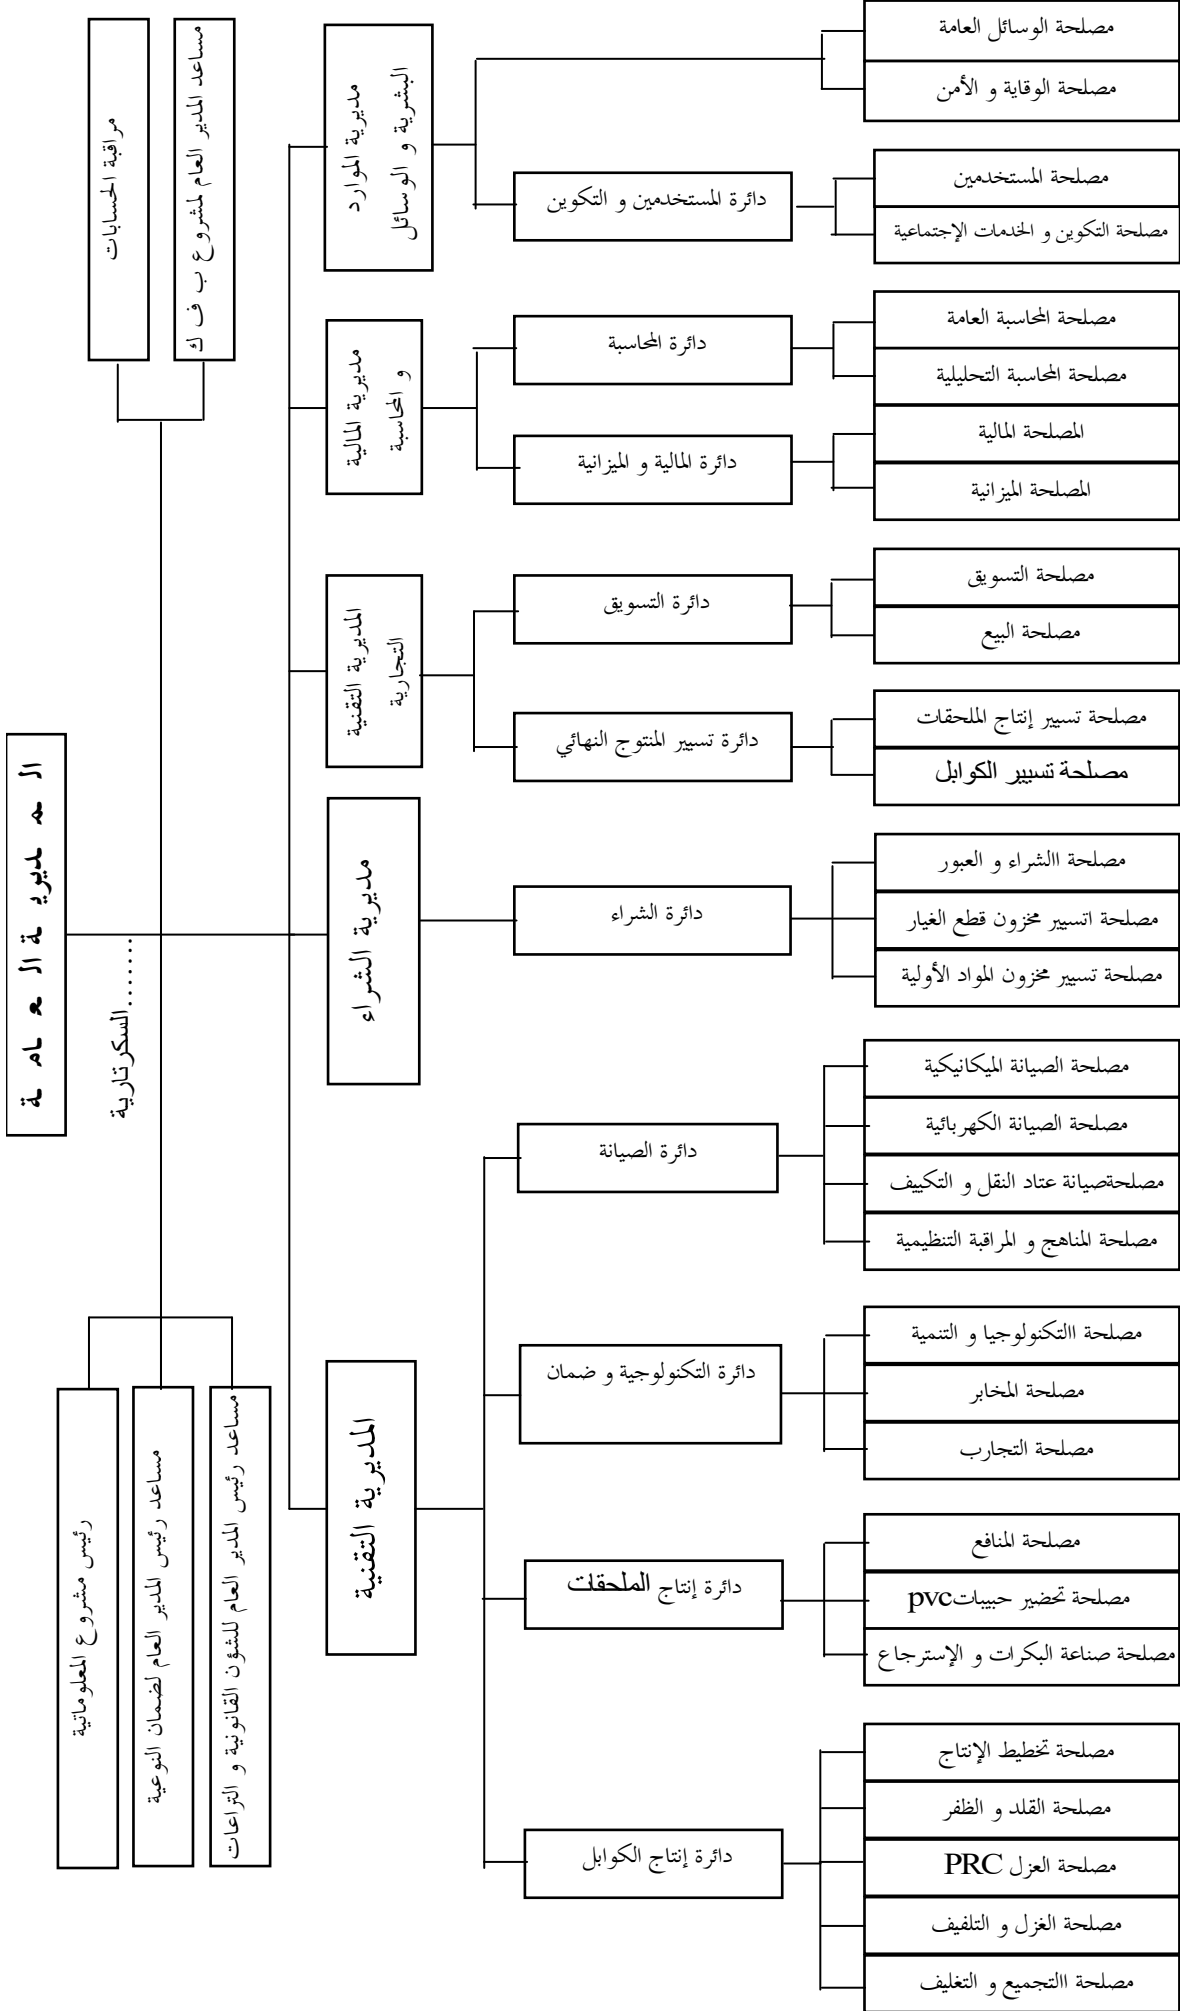 الـمـديريـة الـعـامـة
السكرتارية.......
مراقبة الحسابات
مساعد المدير العام لمشروع ب ف ك
رئيس مشروع المعلوماتية
مساعد رئيس المدير العام لضمان النوعية
مساعد رئيس المدير العام للشؤن القانونية و التراعات
مديرية الموارد
البشرية و الوسائل
مصلحة الوسائل العامة
مصلحة الوقاية و الأمن
دائرة المستخدمين و التكوين
مصلحة المستخدمين
مصلحة التكوين و الخدمات الإجتماعية
مديرية المالية
و المحاسبة
دائرة المحاسبة
مصلحة المحاسبة العامة
مصلحة المحاسبة التحليلية
دائرة المالية و الميزانية
المصلحة المالية
المصلحة الميزانية
المديرية التقنية
التجارية
دائرة التسويق
مصلحة التسويق
مصلحة البيع
دائرة تسيير المنتوج النهائي
مصلحة تسيير إنتاج الملحقات
مصلحة تسيير الكوابل
مديرية الشراء
دائرة الشراء
مصلحة االشراء و العبور
مصلحة اتسيير مخزون قطع الغيار
مصلحة تسيير مخزون المواد الأولية
المديرية التقنية
دائرة الصيانة
مصلحة الصيانة الميكانيكية
مصلحة الصيانة الكهربائية
مصلحةصيانة عتاد النقل و التكييف
مصلحة المناهج و المراقبة التنظيمية
دائرة التكنولوجية و ضمان
مصلحة االتكنولوجيا و التنمية
مصلحة المخابر
مصلحة التجارب
دائرة إنتاج الملحقات
مصلحة المنافع
مصلحة تحضير حبيباتpvc
مصلحة صناعة البكرات و الإسترجاع
دائرة إنتاج الكوابل
مصلحة تخطيط الإنتاج
مصلحة القلد و الظفر
مصلحة العزل PRC
مصلحة الغزل و التلفيف
مصلحة االتجميع و التغليف